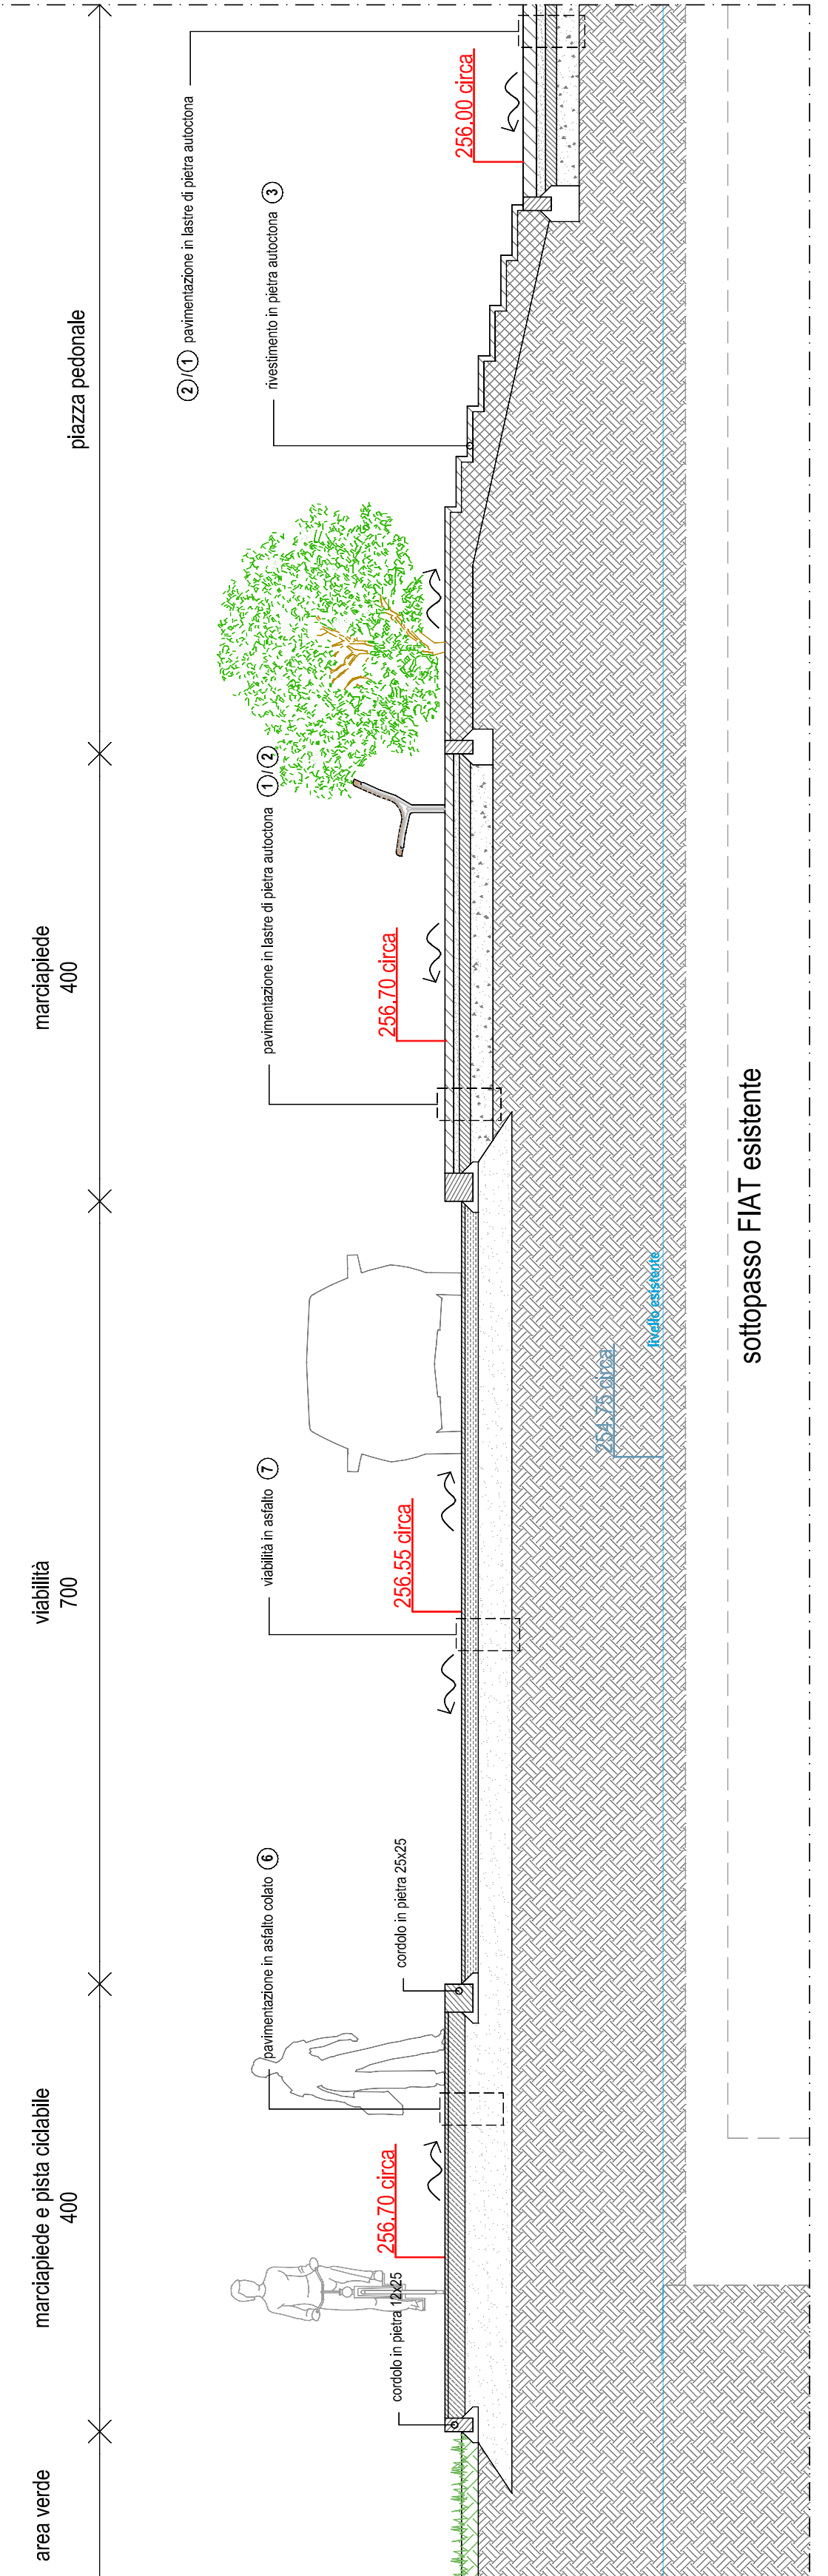 area verde
marciapiede e pista ciclabile
400
viabilità
700
marciapiede
400
piazza pedonale
2 / 1 pavimentazione in lastre di pietra autoctona
rivestimento in pietra autoctona 3
pavimentazione in lastre di pietra autoctona 1 / 2
viabilità in asfalto 7
pavimentazione in asfalto colato 6
cordolo in pietra 12x25
cordolo in pietra 25x25
256.70 circa
256.55 circa
256.70 circa
256.00 circa
254.75 circa
livello esistente
sottopasso FIAT esistente